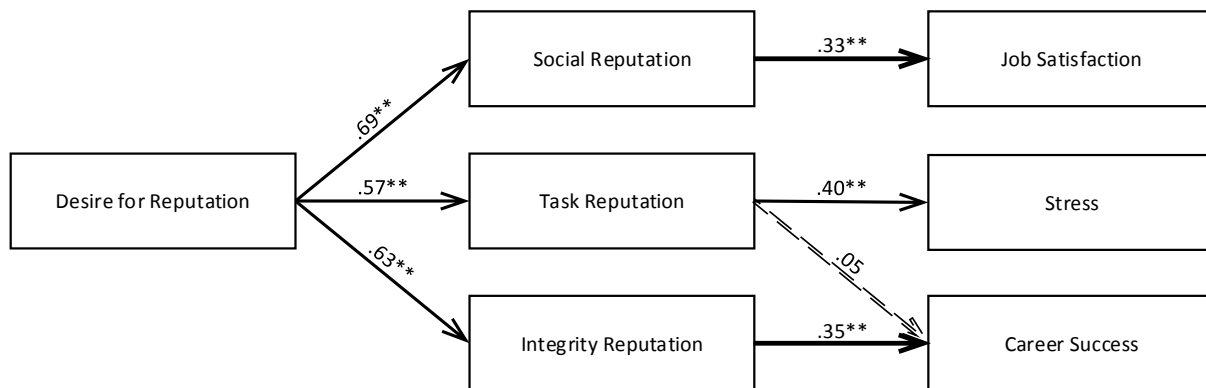 Social Reputation
.33**
Job Satisfaction
.69**
Desire for Reputation
.57**
Task Reputation
.40**
Stress
.63**
.05
Integrity Reputation
.35**
Career Success